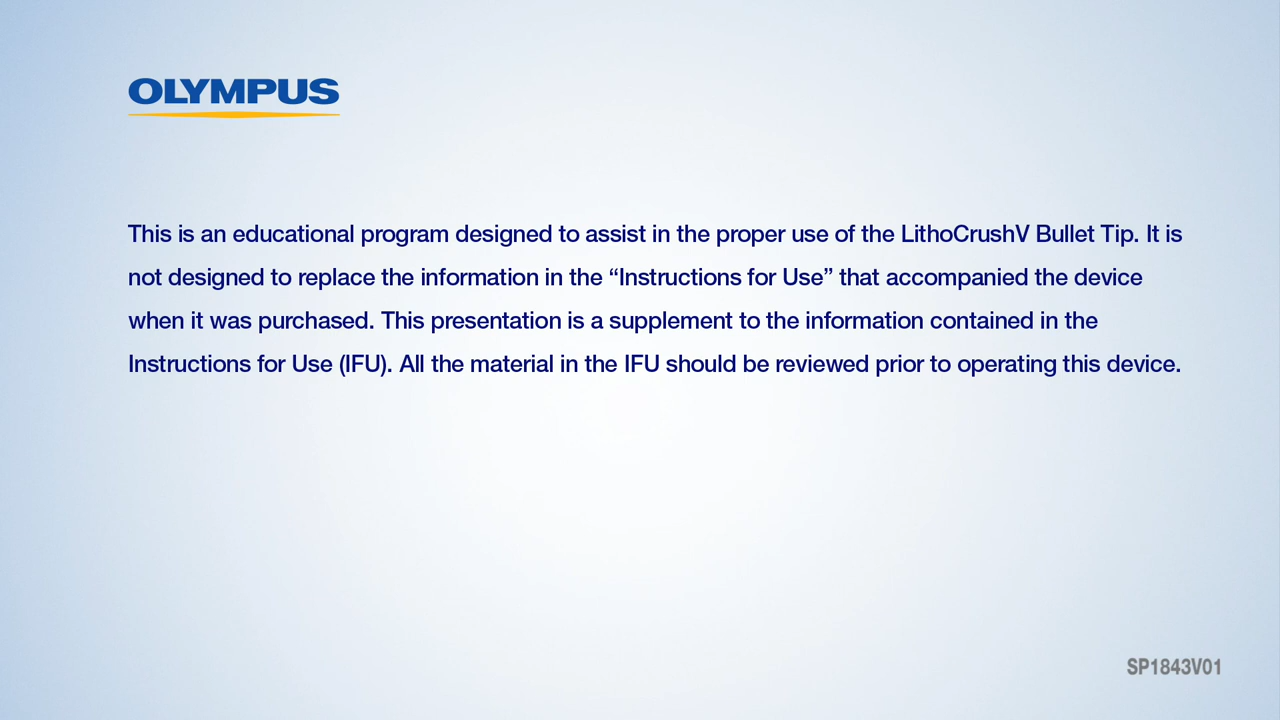 OLYMPUS
This is an educational program designed to assist in the proper use of the LithoCrushV Bullet Tip. It is
not designed to replace the information in the “Instructions for Use” that accompanied the device
when it was purchased. This presentation is a supplement to the information contained in the
Instructions for Use (IFU). All the material in the IFU should be reviewed prior to operating this device.
SP1843V01